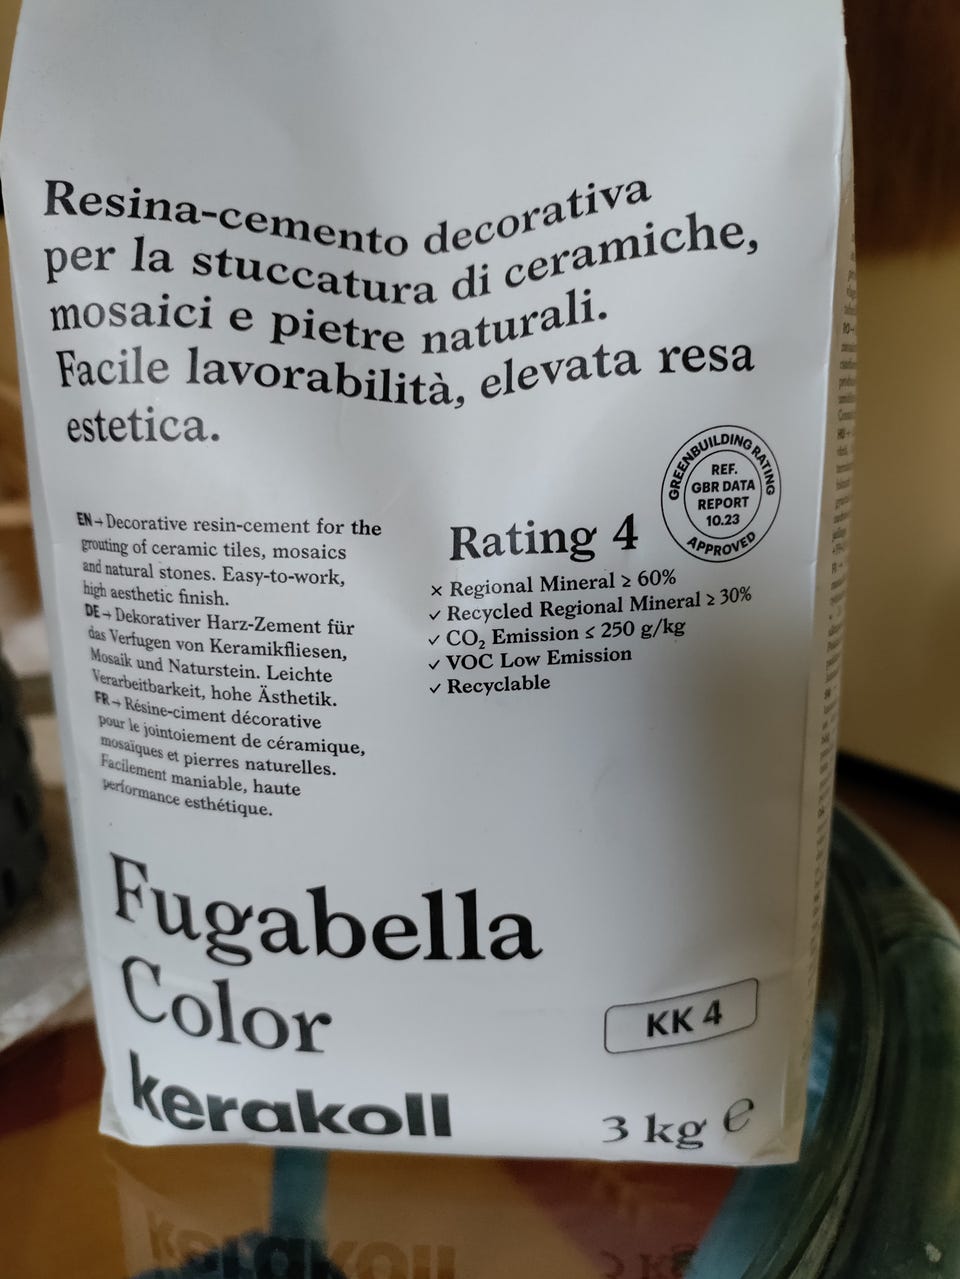 Resina-cemento decorativa
per la stuccatura di ceramiche,
mosaici e pietre naturali.
Facile lavorabilità, elevata resa
estetica.
EN→Decorative resin-cement for the
grouting of ceramic tiles, mosaics
and natural stones. Easy-to-work,
high aesthetic finish.
DE→Dekorativer Harz-Zement für
das Verfugen von Keramikfliesen,
Mosaik und Naturstein. Leichte
Verarbeitbarkeit, hohe Ästhetik.
FR→Résine-ciment décorative
pour le jointoiement de céramique,
mosaïques et pierres naturelles.
Facilement maniable, haute
performance esthétique.
GREENBUILDING RATING
REF.
GBR DATA
REPORT
10.23
APPROVED
Rating 4
× Regional Mineral ≥ 60%
✓ Recycled Regional Mineral ≥ 30%
✓ CO₂ Emission ≤ 250 g/kg
✓ VOC Low Emission
✓ Recyclable
Fugabella
Color
KK 4
kerakoll
3 kg ℮